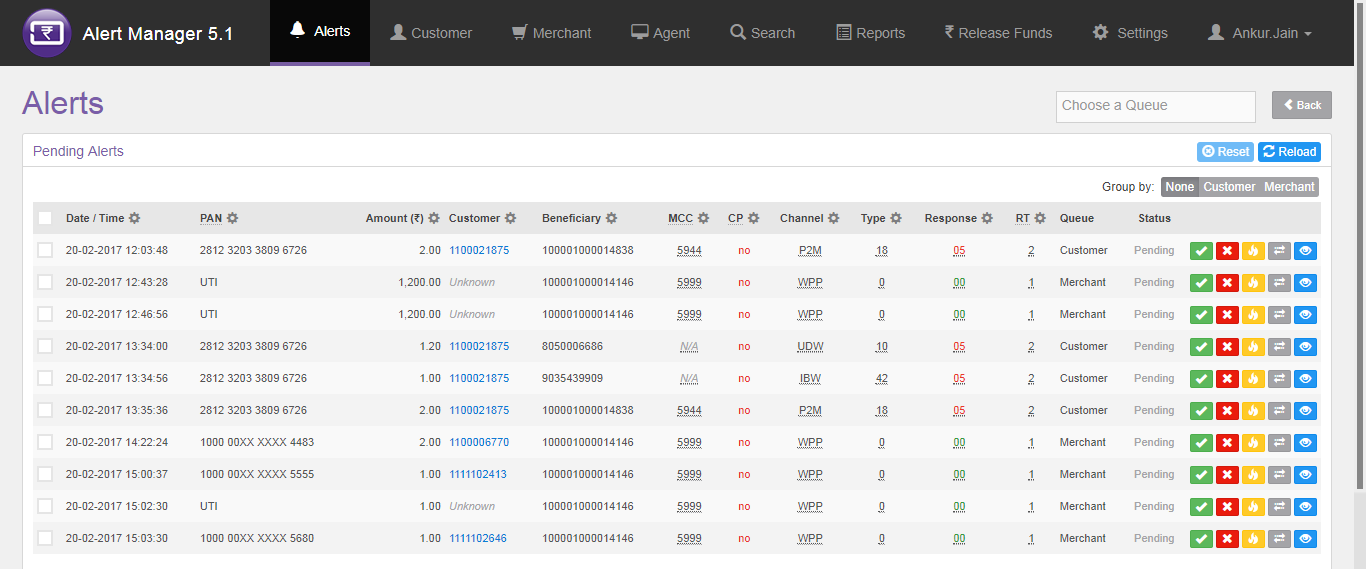 Alert Manager 5.1 Alerts Customer Merchant Agent Search Reports ₹ Release Funds Settings Ankur.Jain
Alerts Choose a Queue Back
Pending Alerts Reset Reload
Group by: None Customer Merchant
Date / Time PAN Amount (₹) Customer Beneficiary MCC CP Channel Type Response RT Queue Status
20-02-2017 12:03:48 2812 3203 3809 6726 2.00 1100021875 100001000014838 5944 no P2M 18 05 2 Customer Pending
20-02-2017 12:43:28 UTI 1,200.00 Unknown 100001000014146 5999 no WPP 0 00 1 Merchant Pending
20-02-2017 12:46:56 UTI 1,200.00 Unknown 100001000014146 5999 no WPP 0 00 1 Merchant Pending
20-02-2017 13:34:00 2812 3203 3809 6726 1.20 1100021875 8050006686 N/A no UDW 10 05 2 Customer Pending
20-02-2017 13:34:56 2812 3203 3809 6726 1.00 1100021875 9035439909 N/A no IBW 42 05 2 Customer Pending
20-02-2017 13:35:36 2812 3203 3809 6726 2.00 1100021875 100001000014838 5944 no P2M 18 05 2 Customer Pending
20-02-2017 14:22:24 1000 00XX XXXX 4483 2.00 1100006770 100001000014146 5999 no WPP 0 00 1 Merchant Pending
20-02-2017 15:00:37 1000 00XX XXXX 5555 1.00 1111102413 100001000014146 5999 no WPP 0 00 1 Merchant Pending
20-02-2017 15:02:30 UTI 1.00 Unknown 100001000014146 5999 no WPP 0 00 1 Merchant Pending
20-02-2017 15:03:30 1000 00XX XXXX 5680 1.00 1111102646 100001000014146 5999 no WPP 0 00 1 Merchant Pending